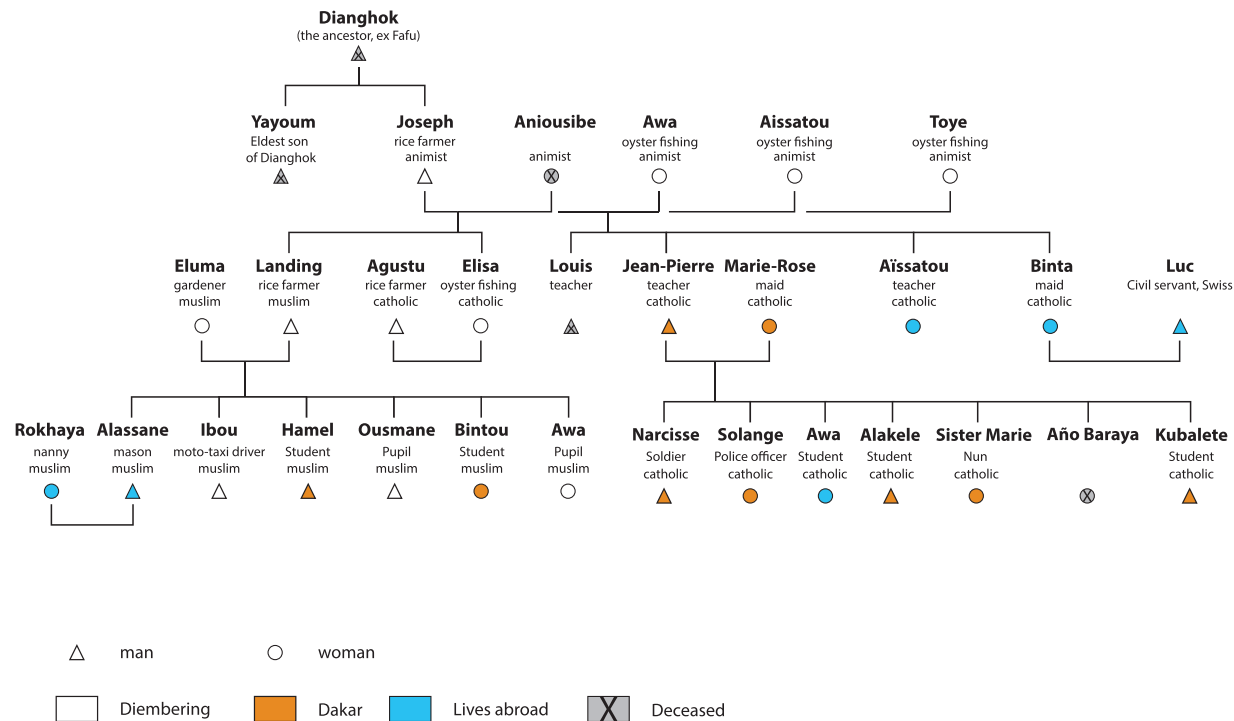 Dianghok
(the ancestor, ex Fafu)
Yayoum
Eldest son
of Dianghok
Joseph
rice farmer
animist
Aniousibe
animist
Awa
oyster fishing
animist
Aissatou
oyster fishing
animist
Toye
oyster fishing
animist
Eluma
gardener
muslim
Landing
rice farmer
muslim
Agustu
rice farmer
catholic
Elisa
oyster fishing
catholic
Louis
teacher
Jean-Pierre
teacher
catholic
Marie-Rose
maid
catholic
Aïssatou
teacher
catholic
Binta
maid
catholic
Luc
Civil servant, Swiss
Rokhaya
nanny
muslim
Alassane
mason
muslim
Ibou
moto-taxi driver
muslim
Hamel
Student
muslim
Ousmane
Pupil
muslim
Bintou
Student
muslim
Awa
Pupil
muslim
Narcisse
Soldier
catholic
Solange
Police officer
catholic
Awa
Student
catholic
Alakele
Student
catholic
Sister Marie
Nun
catholic
Año Baraya
Kubalete
Student
catholic
man
woman
Diembering
Dakar
Lives abroad
X Deceased